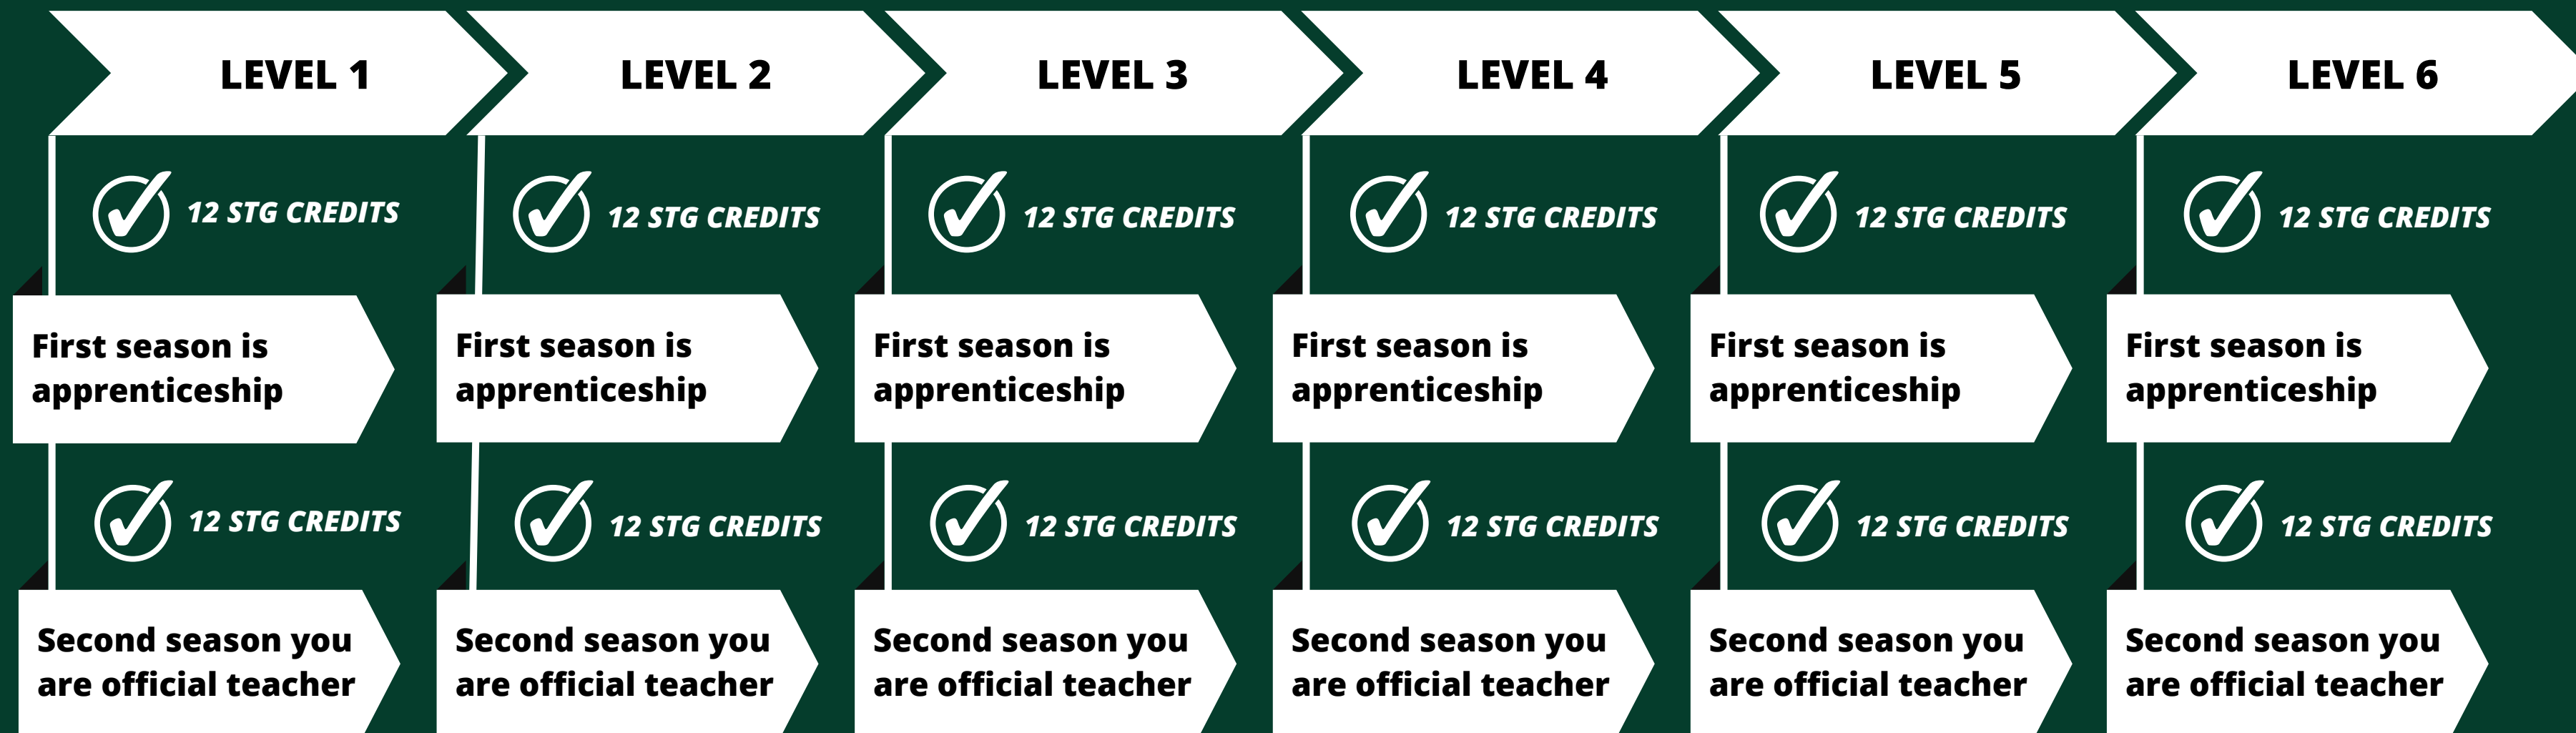 LEVEL 1
LEVEL 2
LEVEL 3
LEVEL 4
LEVEL 5
LEVEL 6
12 STG CREDITS
12 STG CREDITS
12 STG CREDITS
12 STG CREDITS
12 STG CREDITS
12 STG CREDITS
First season is
apprenticeship
First season is
apprenticeship
First season is
apprenticeship
First season is
apprenticeship
First season is
apprenticeship
First season is
apprenticeship
12 STG CREDITS
12 STG CREDITS
12 STG CREDITS
12 STG CREDITS
12 STG CREDITS
12 STG CREDITS
Second season you
are official teacher
Second season you
are official teacher
Second season you
are official teacher
Second season you
are official teacher
Second season you
are official teacher
Second season you
are official teacher